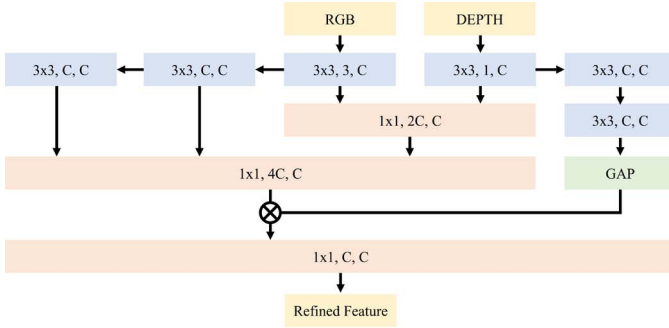 RGB
DEPTH
3x3, C, C
3x3, C, C
3x3, 3, C
3x3, 1, C
3x3, C, C
1x1, 2C, C
3x3, C, C
1x1, 4C, C
GAP
1x1, C, C
Refined Feature